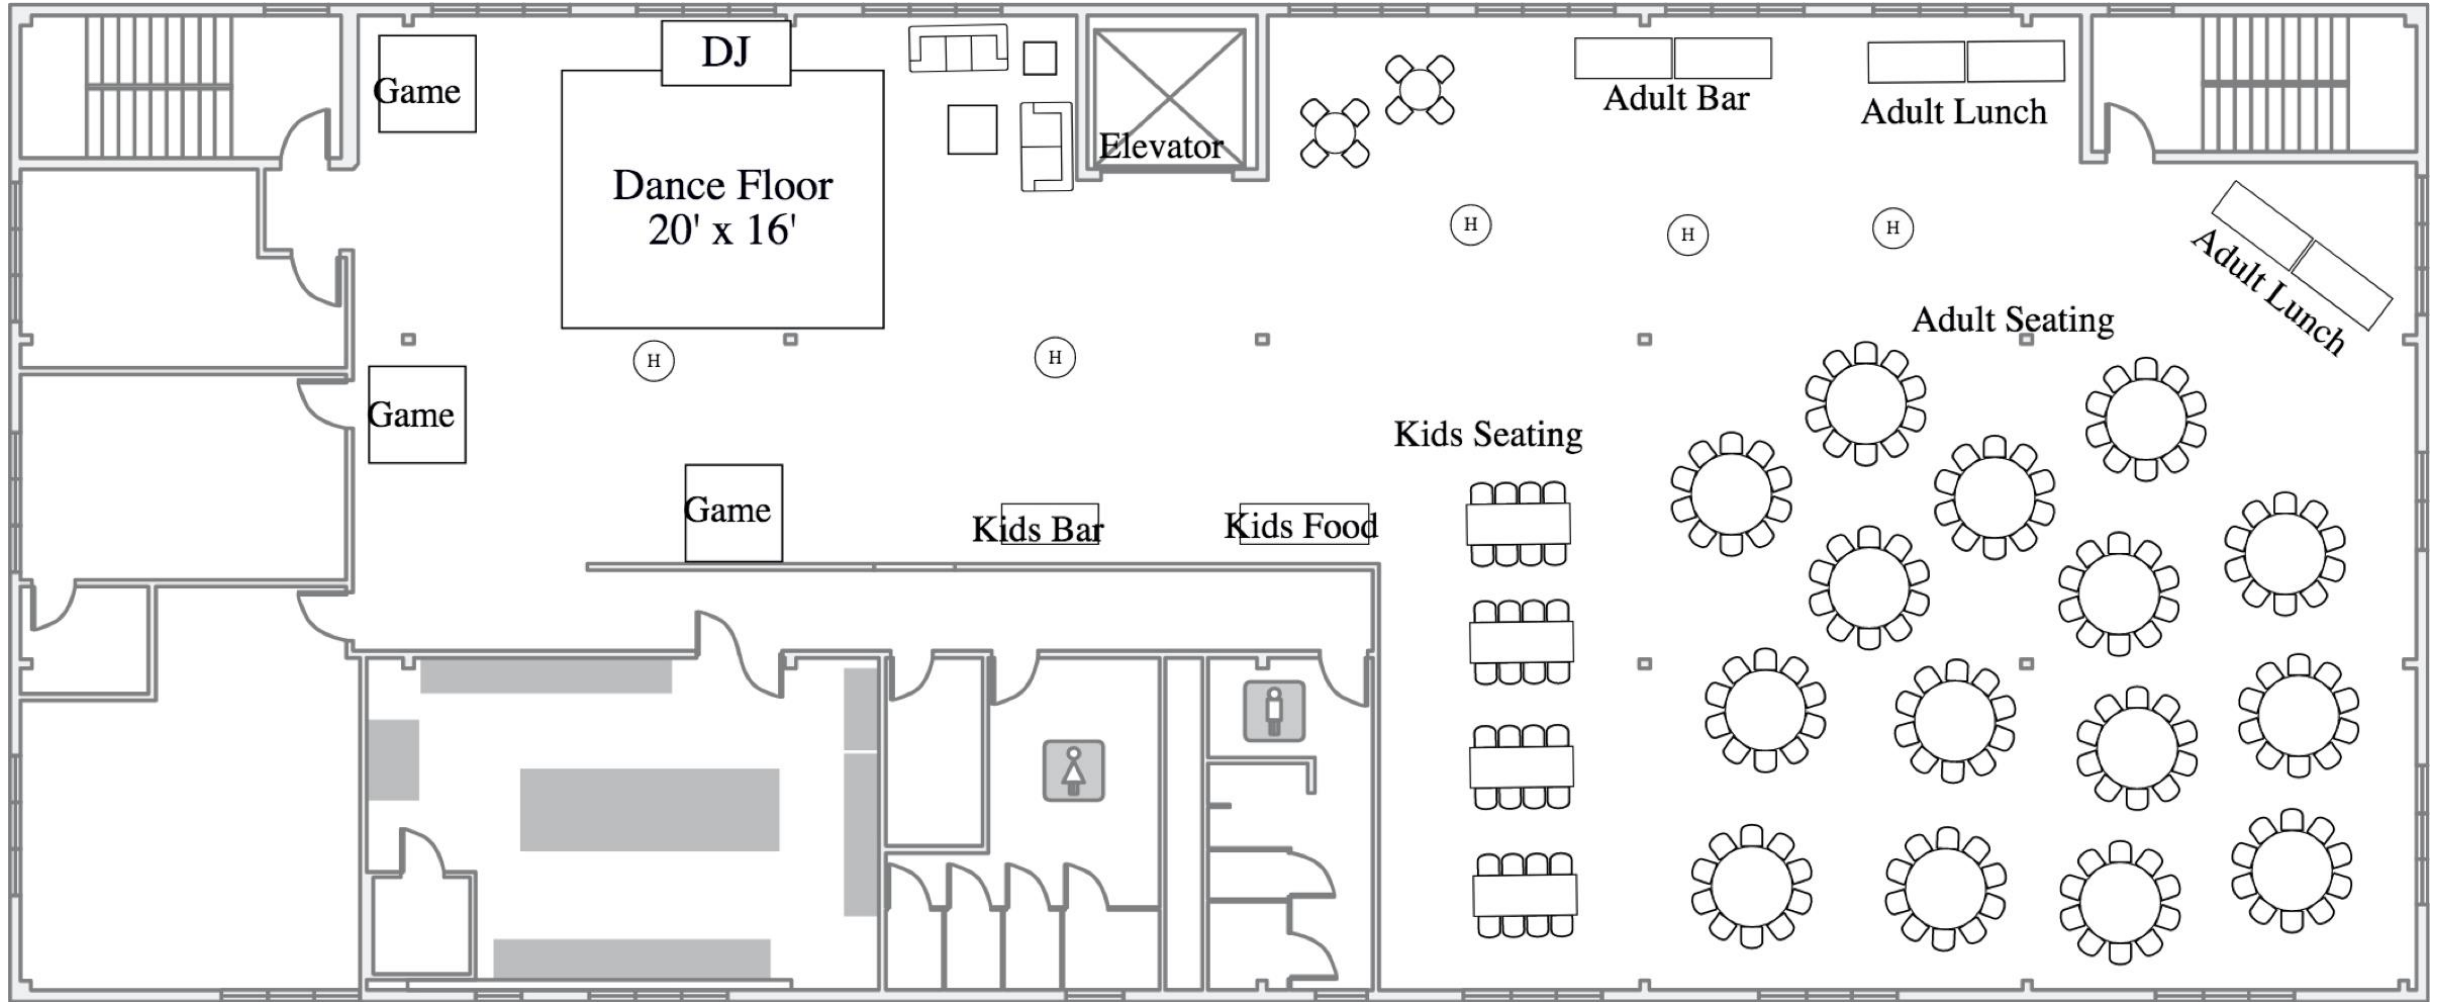 Game
DJ
Dance Floor
20' x 16'
Elevator
Adult Bar
Adult Lunch
H
H
H
Adult Lunch
Adult Seating
H
H
Game
Kids Seating
Game
Kids Bar
Kids Food